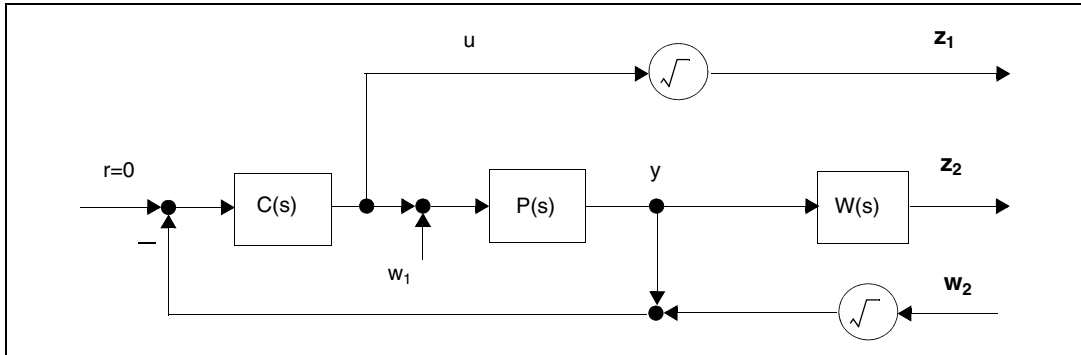 u
z₁
r=0
C(s)
P(s)
y
W(s)
z₂
−
w₁
√
√
w₂